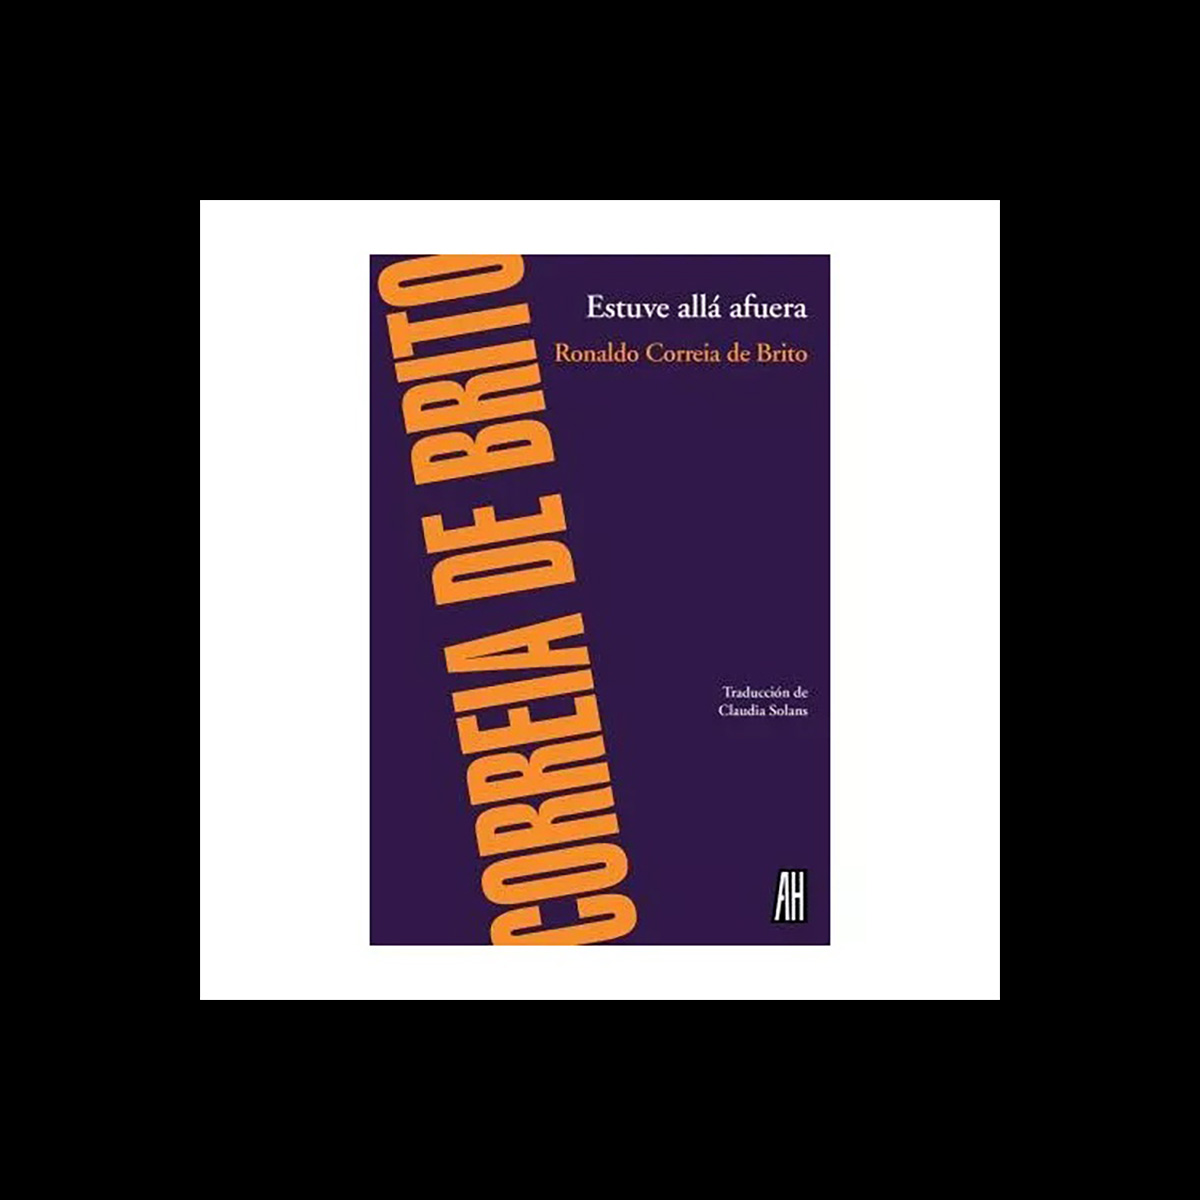 Estuve allá afuera
Ronaldo Correia de Brito
CORREIA DE BRITO
Traducción de
Claudia Solans
AH